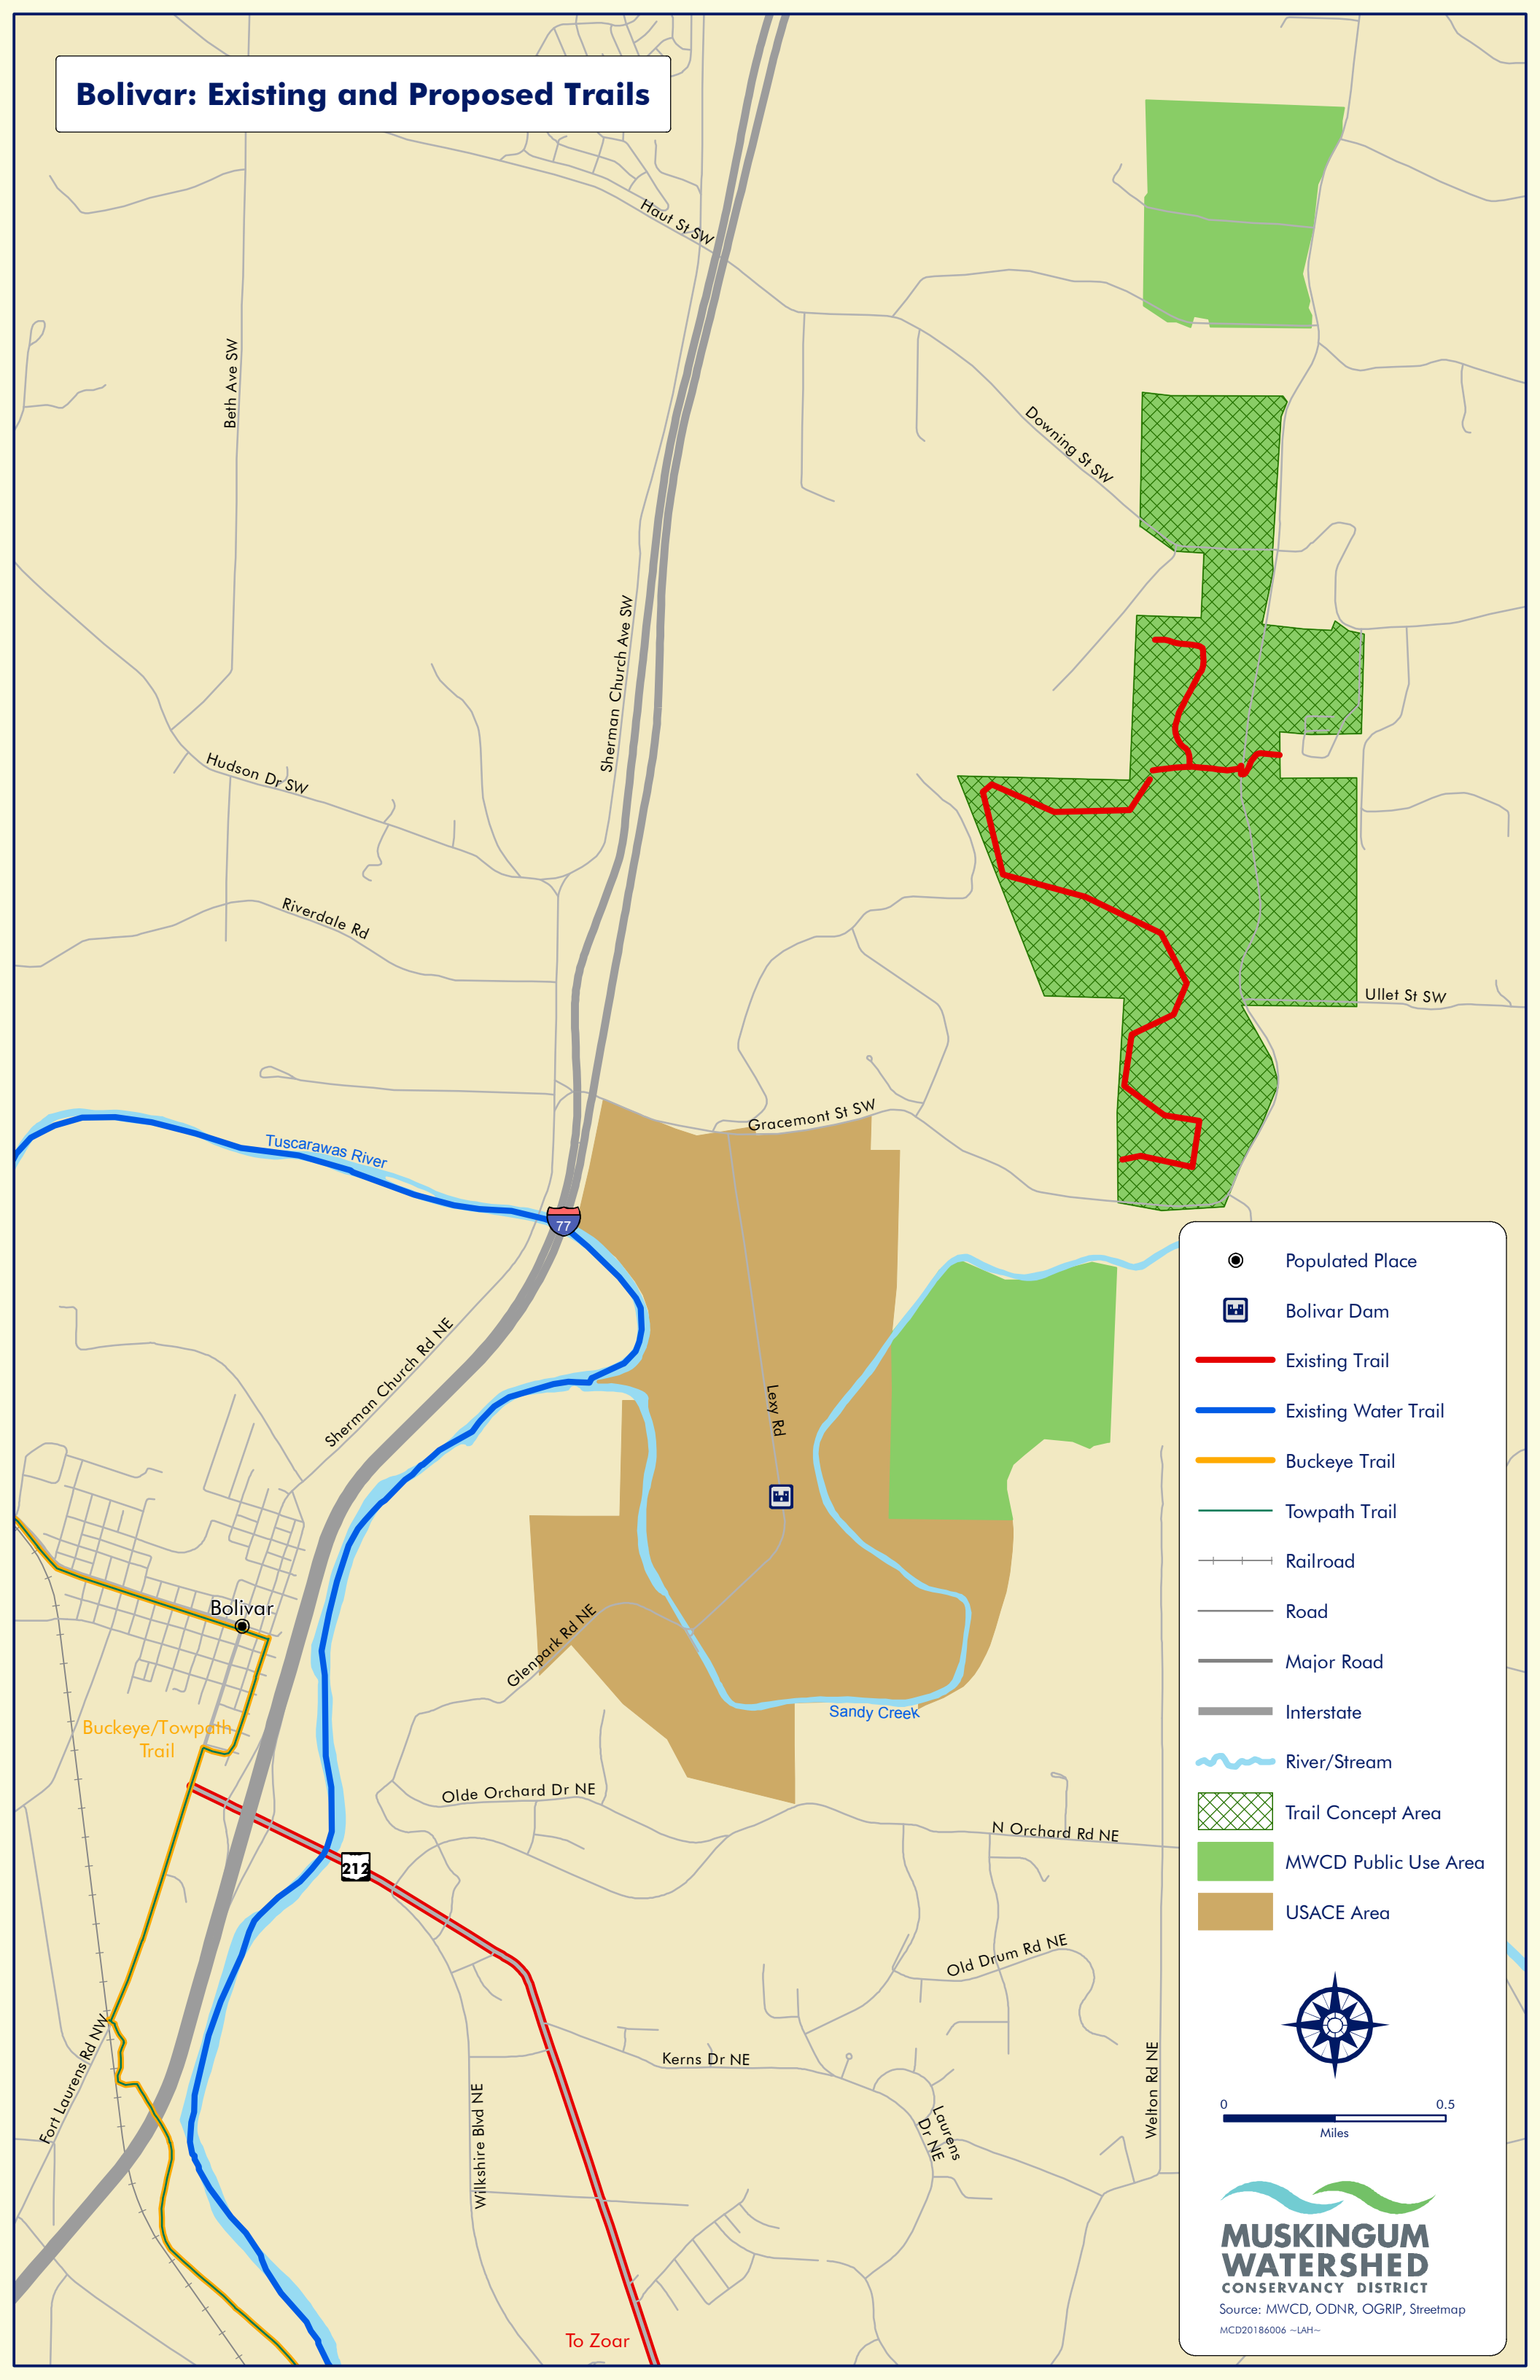 Bolivar: Existing and Proposed Trails
Haut St SW
Beth Ave SW
Downing St SW
Sherman Church Ave SW
Hudson Dr SW
Riverdale Rd
Ullet St SW
Gracemont St SW
Tuscarawas River
77
Sherman Church Rd NE
Lexy Rd
Bolivar
Glenpark Rd NE
Sandy Creek
Buckeye/Towpath
Trail
Olde Orchard Dr NE
N Orchard Rd NE
212
Old Drum Rd NE
Fort Laurens Rd NW
Kerns Dr NE
Welton Rd NE
Laurens
Dr NE
Wilkshire Blvd NE
To Zoar
Populated Place
Bolivar Dam
Existing Trail
Existing Water Trail
Buckeye Trail
Towpath Trail
Railroad
Road
Major Road
Interstate
River/Stream
Trail Concept Area
MWCD Public Use Area
USACE Area
0 0.5
Miles
MUSKINGUM
WATERSHED
CONSERVANCY DISTRICT
Source: MWCD, ODNR, OGRIP, Streetmap
MCD20186006 ~LAH~